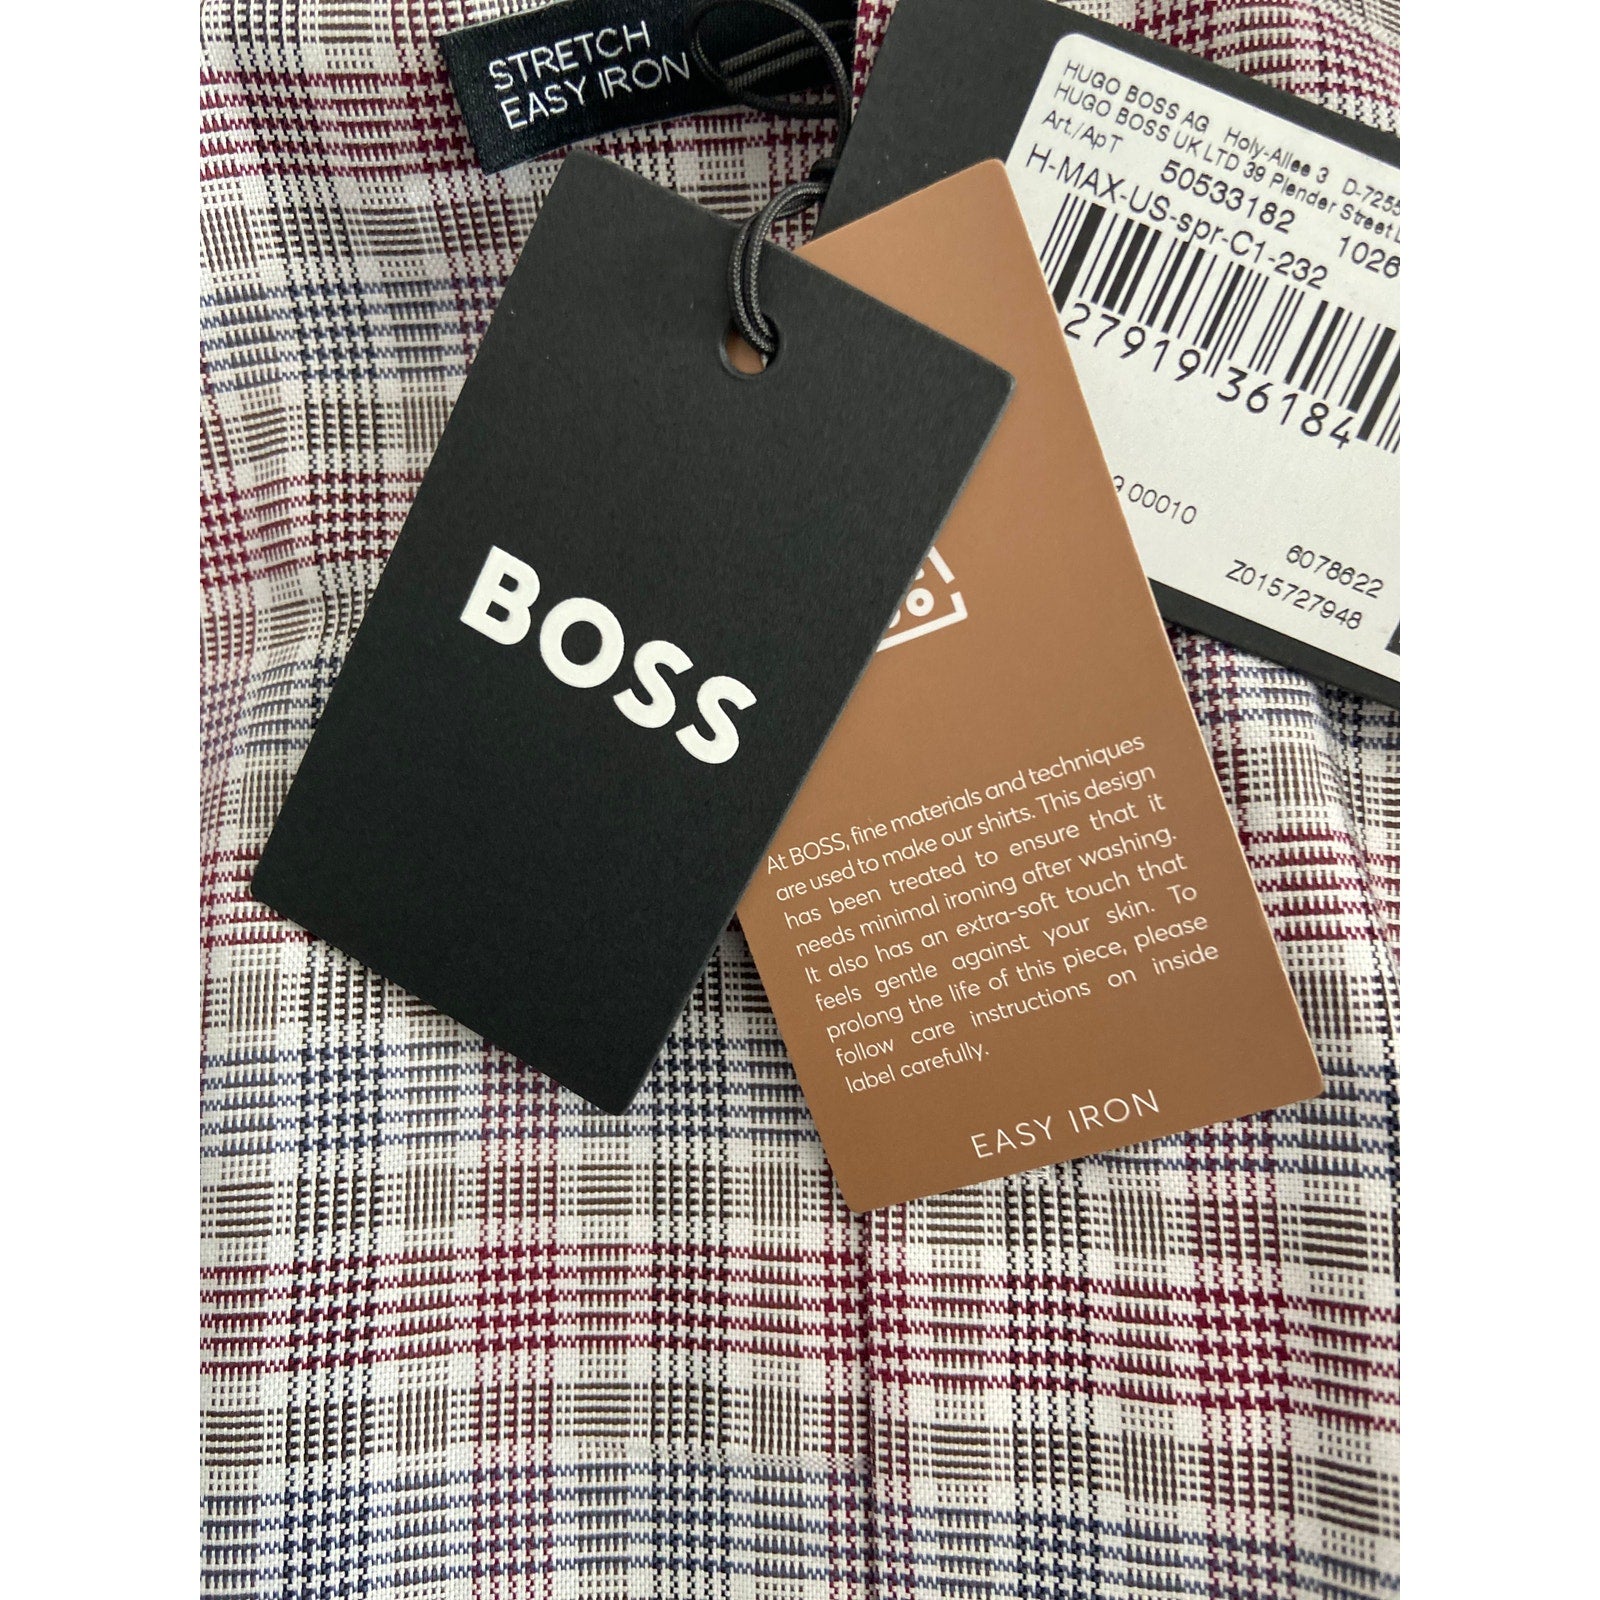 STRETCH
EASY IRON
HUGO BOSS AG Holy-Allee 3 D-7255
HUGO BOSS UK LTD 39 Plender Street
Art./Ap T 50533182 1026
H-MAX-US-spr-C1-232
27919 36184
00010
6078622
Z015727948
BOSS
At BOSS, fine materials and techniques
are used to make our shirts. This design
has been treated to ensure that it
needs minimal ironing after washing.
It also has an extra-soft touch that
feels gentle against your skin. To
prolong the life of this piece, please
follow care instructions on inside
label carefully.
EASY IRON